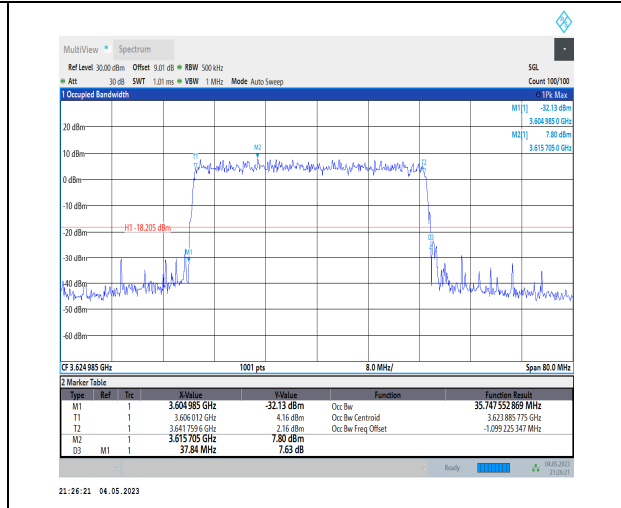 MultiView Spectrum
Ref Level 30.00 dBm Offset 9.01 dB RBW 500 kHz SGL
Att 30 dB SWT 1.01 ms VBW 1 MHz Mode Auto Sweep Count 100/100
1 Occupied Bandwidth 1Pk Max
M1[1] -32.13 dBm
3.604 985 0 GHz
M2[1] 7.80 dBm
3.615 705 0 GHz
20 dBm
M2
10 dBm
T1 T2
0 dBm
-10 dBm
H1 -18.205 dBm
-20 dBm
D3
M1
-30 dBm
-40 dBm
-50 dBm
-60 dBm
CF 3.624 985 GHz 1001 pts 8.0 MHz/ Span 80.0 MHz
2 Marker Table
Type Ref Trc X-Value Y-Value Function Function Result
M1 1 3.604 985 GHz -32.13 dBm Occ Bw 35.747 552 869 MHz
T1 1 3.606 012 GHz 4.16 dBm Occ Bw Centroid 3.623 885 775 GHz
T2 1 3.641 759 6 GHz 2.16 dBm Occ Bw Freq Offset -1.099 225 347 MHz
M2 1 3.615 705 GHz 7.80 dBm
D3 M1 1 37.84 MHz 7.63 dB
Ready 04.05.2023
21:26:21
21:26:21 04.05.2023